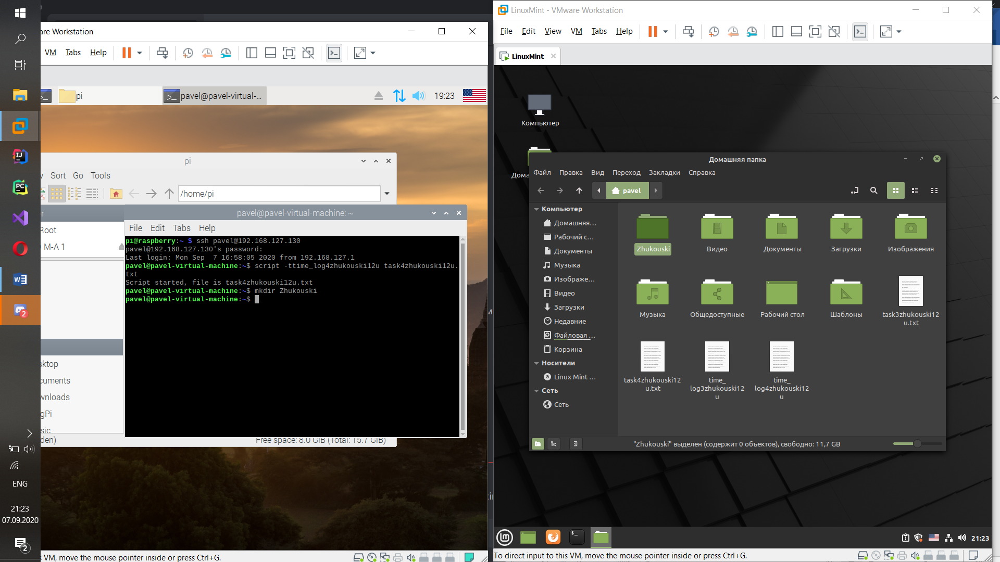 are Workstation
VM Tabs Help
pi
pavel@pavel-virtual-...
19:23
pi
Sort Go Tools
/home/pi
Root
M-A 1
pavel@pavel-virtual-machine: ~
File Edit Tabs Help
pi@raspberry:~ $ ssh pavel@192.168.127.130
pavel@192.168.127.130's password:
Last login: Mon Sep  7 16:58:05 2020 from 192.168.127.1
pavel@pavel-virtual-machine:~$ script -ttime_log4zhukouski12u task4zhukouski12u.
txt
Script started, file is task4zhukouski12u.txt
pavel@pavel-virtual-machine:~$ mkdir Zhukouski
pavel@pavel-virtual-machine:~$
sktop
cuments
wnloads
gPi
sic
den)
Free space: 8.0 GiB (Total: 15.7 GiB)
2
ENG
21:23
07.09.2020
2
VM, move the mouse pointer inside or press Ctrl+G.
LinuxMint - VMware Workstation
File Edit View VM Tabs Help
LinuxMint
Компьютер
Дома
Домашняя папка
Файл Правка Вид Переход Закладки Справка
pavel
Компьютер
Домашняя...
Рабочий с...
Документы
Музыка
Изображе...
Видео
Загрузки
Недавние
Файловая ...
Корзина
Носители
Linux Mint ...
Сеть
Сеть
Zhukouski
Видео
Документы
Загрузки
Изображения
Музыка
Общедоступные
Рабочий стол
Шаблоны
task3zhukouski12
u.txt
task4zhukouski12
u.txt
time_
log3zhukouski12
u
time_
log4zhukouski12
u
"Zhukouski" выделен (содержит 0 объектов), свободно: 11,7 GB
21:23
To direct input to this VM, move the mouse pointer inside or press Ctrl+G.